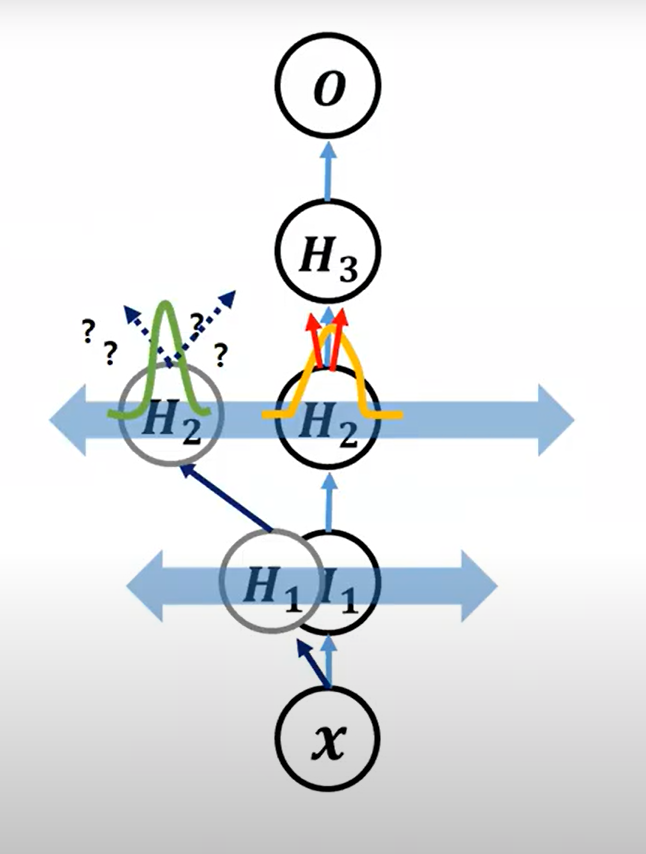 O
H₃
? ?
? ?
H₂ H₂
H₁ I₁
x